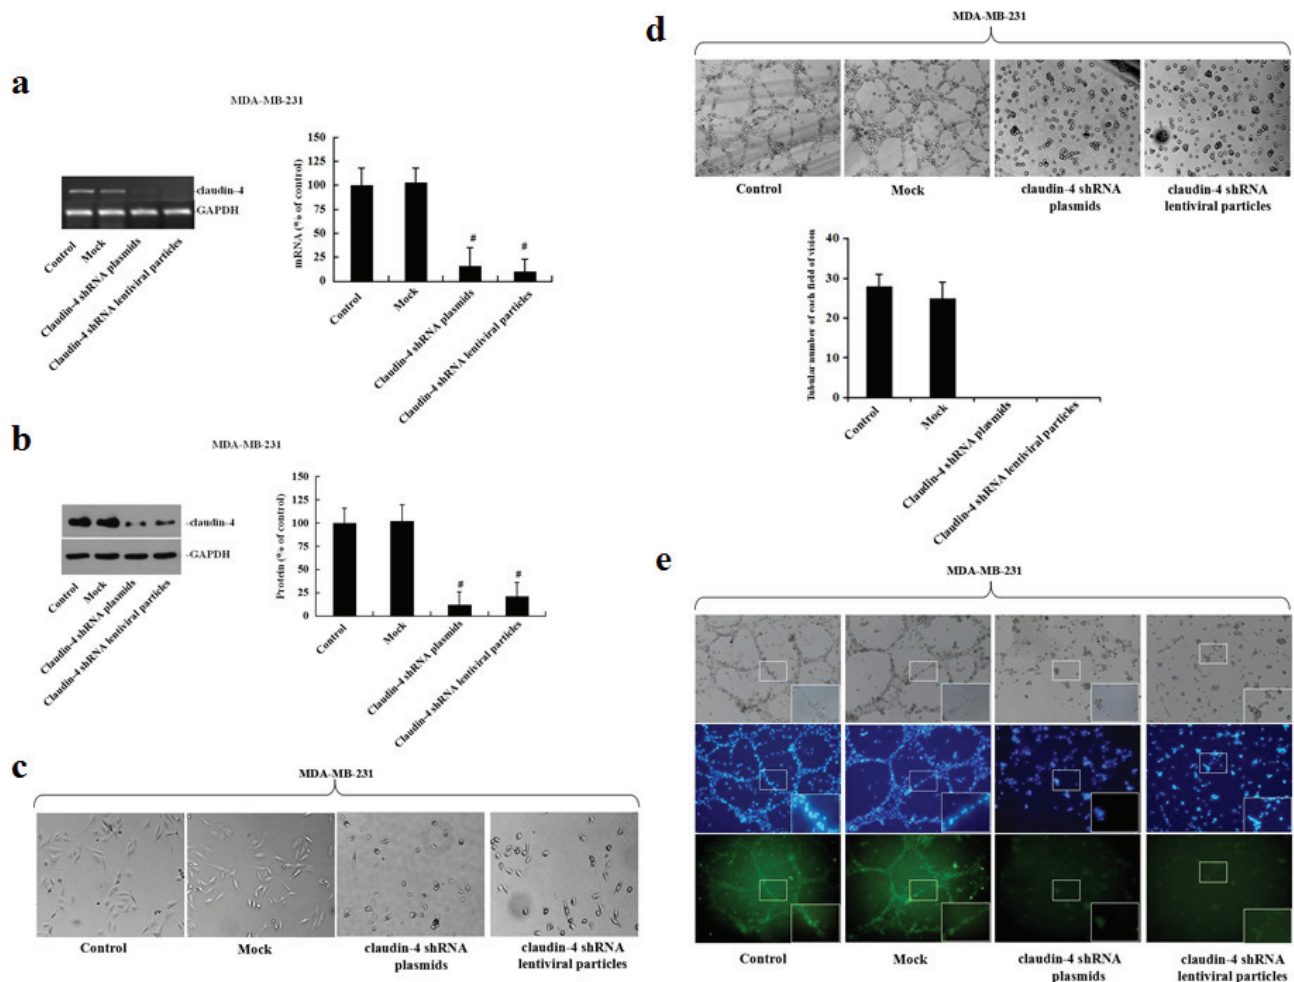 a
MDA-MB-231
-claudin-4
-GAPDH
Control
Mock
Claudin-4 shRNA plasmids
Claudin-4 shRNA lentiviral particles
mRNA (% of control)
150
125
100
75
50
25
0
#
#
Control
Mock
Claudin-4 shRNA plasmids
Claudin-4 shRNA lentiviral particles
b
MDA-MB-231
-claudin-4
-GAPDH
Control
Mock
Claudin-4 shRNA plasmids
Claudin-4 shRNA lentiviral particles
Protein (% of control)
150
125
100
75
50
25
0
#
#
Control
Mock
Claudin-4 shRNA plasmids
Claudin-4 shRNA lentiviral particles
c
MDA-MB-231
Control
Mock
claudin-4 shRNA
plasmids
claudin-4 shRNA
lentiviral particles
d
MDA-MB-231
Control
Mock
claudin-4 shRNA
plasmids
claudin-4 shRNA
lentiviral particles
Tubular number of each field of vision
40
30
20
10
0
Control
Mock
Claudin-4 shRNA plasmids
Claudin-4 shRNA lentiviral particles
e
MDA-MB-231
Control
Mock
claudin-4 shRNA
plasmids
claudin-4 shRNA
lentiviral particles